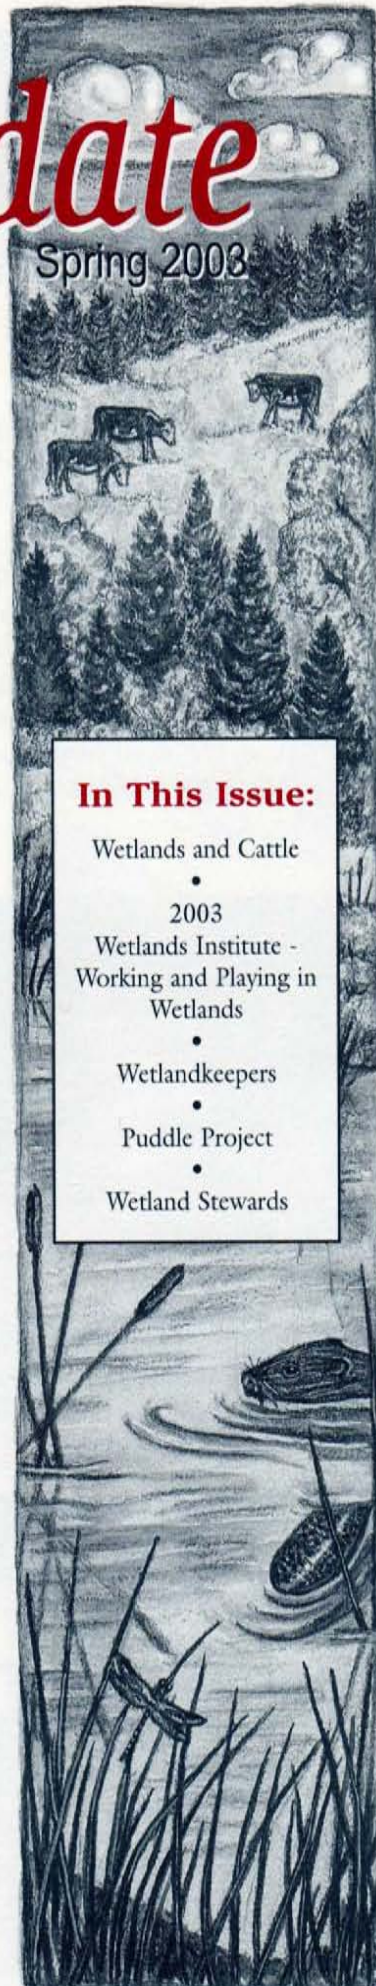 date
Spring 2003
In This Issue:
Wetlands and Cattle
•
2003
Wetlands Institute -
Working and Playing in
Wetlands
•
Wetlandkeepers
•
Puddle Project
•
Wetland Stewards